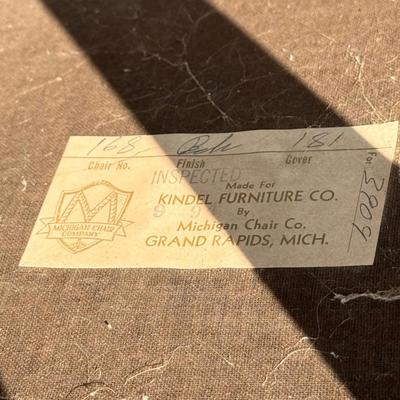 168 181
Chair No. Finish Cover
INSPECTED
Made For
KINDEL FURNITURE CO.
By
Michigan Chair Co.
GRAND RAPIDS, MICH.
M
MICHIGAN CHAIR
COMPANY
3909